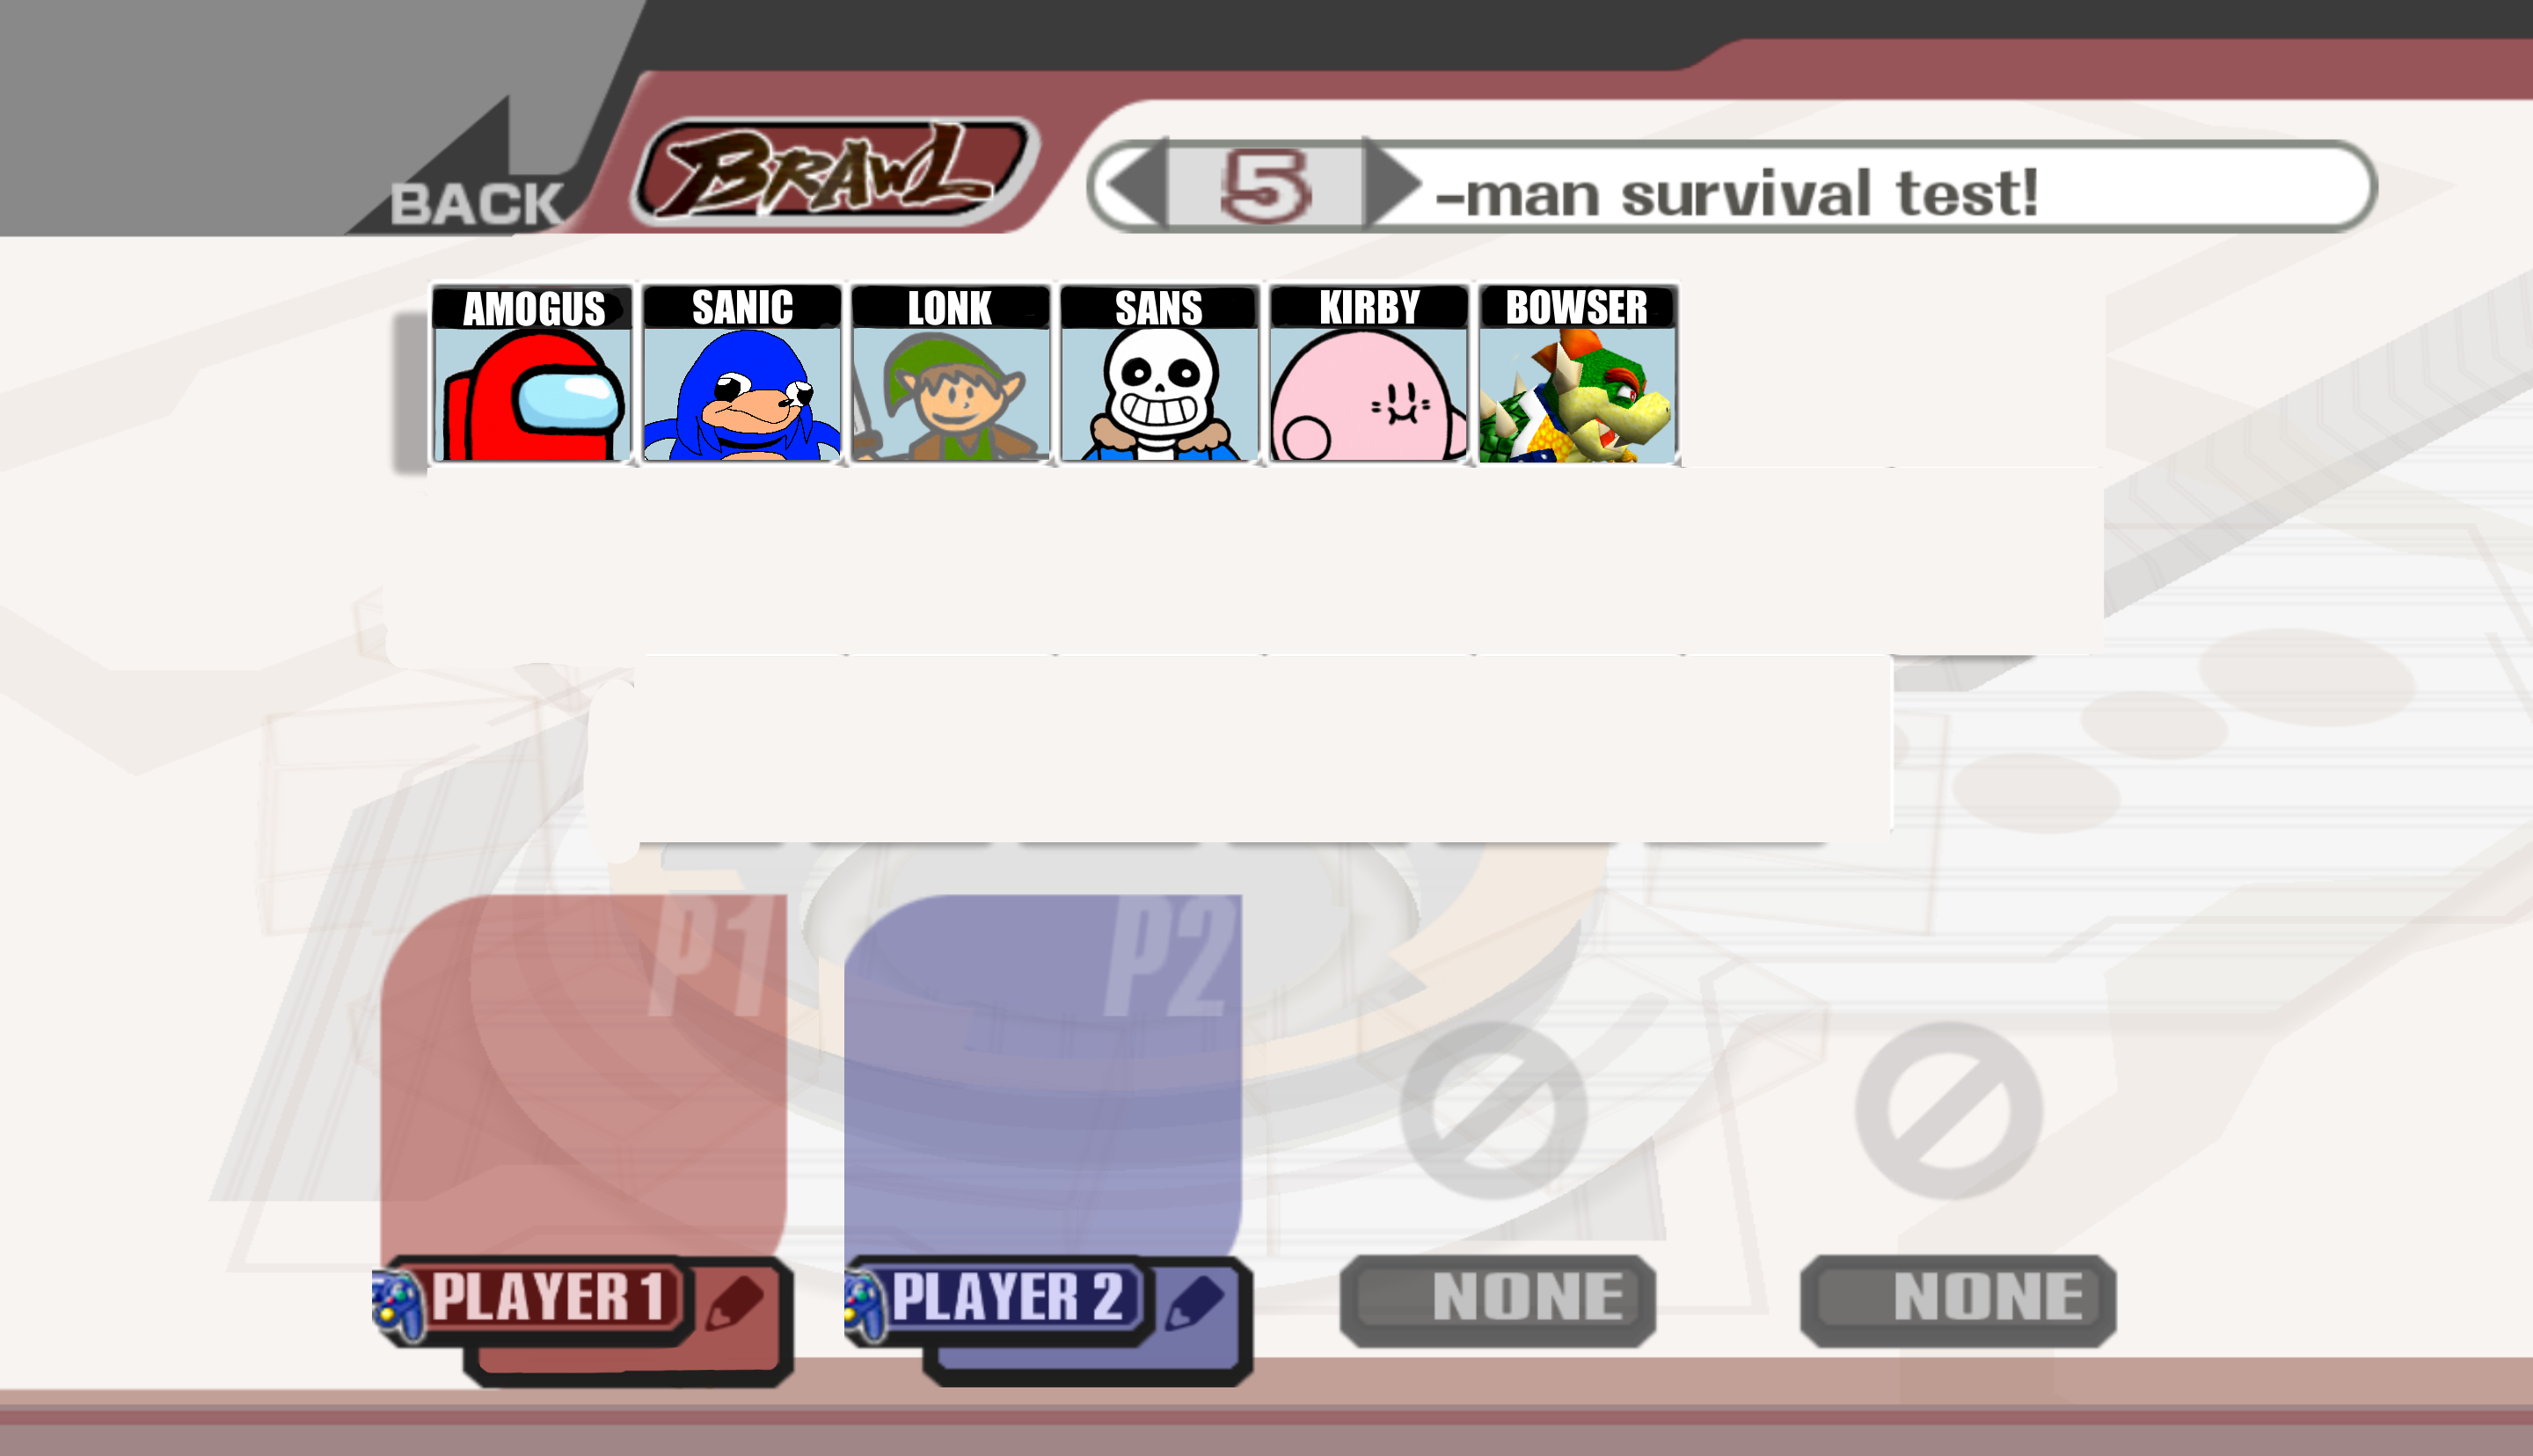 BACK
BRAWL
5 -man survival test!
AMOGUS SANIC LONK SANS KIRBY BOWSER
P1 P2
PLAYER 1 PLAYER 2 NONE NONE